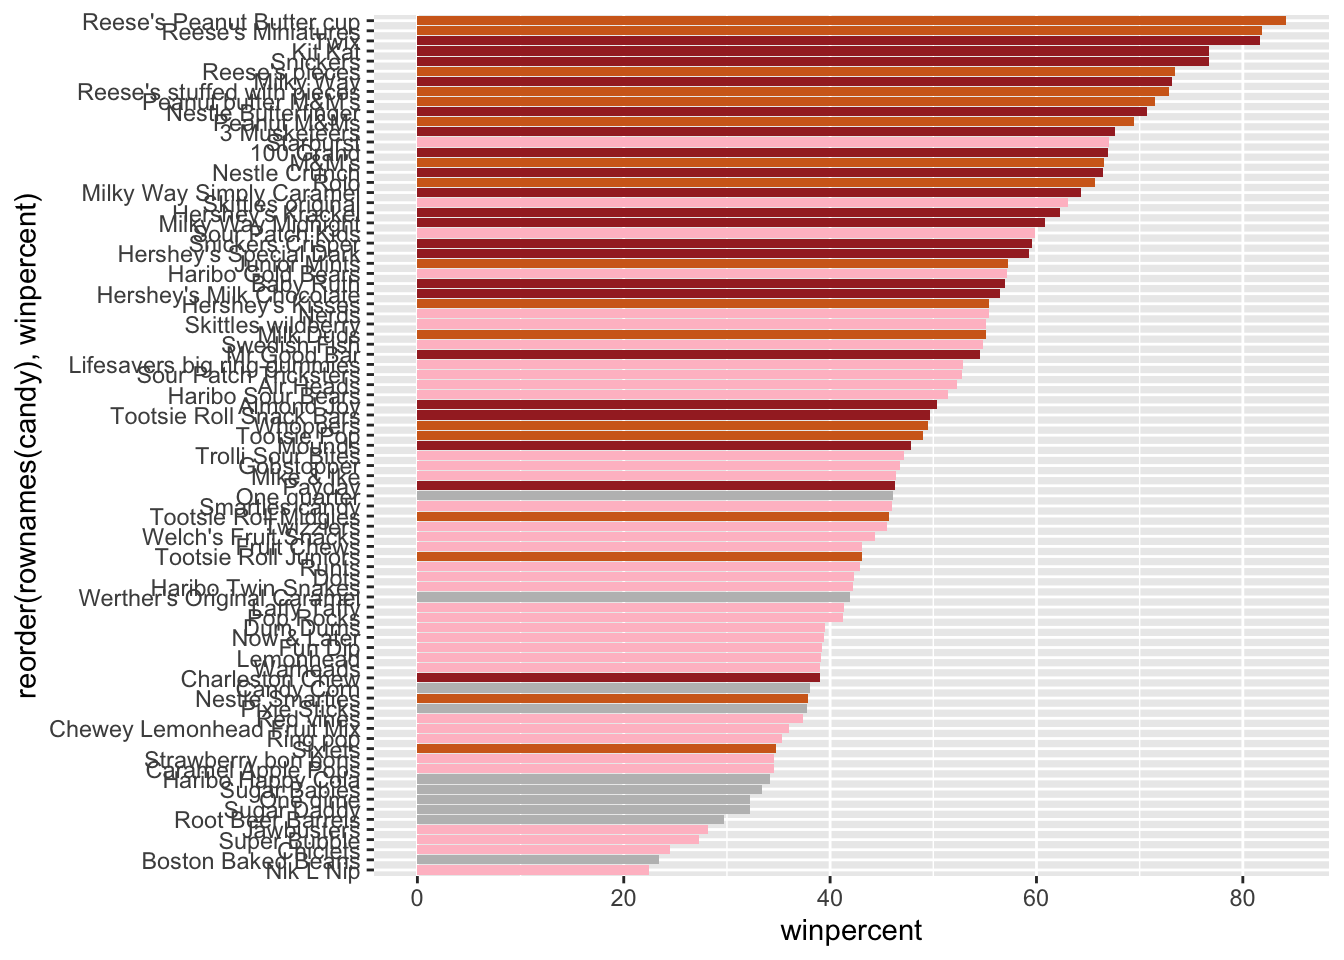 Reese's Peanut Butter cup
Reese's Miniatures
Twix
Kit Kat
Snickers
Reese's pieces
Milky Way
Reese's stuffed with pieces
Peanut butter M&M's
Nestle Butterfinger
Peanut M&Ms
3 Musketeers
Starburst
100 Grand
M&M's
Nestle Crunch
Rolo
Milky Way Simply Caramel
Skittles original
Hershey's Krackel
Milky Way Midnight
Sour Patch Kids
Snickers Crisper
Hershey's Special Dark
Junior Mints
Haribo Gold Bears
Baby Ruth
Hershey's Milk Chocolate
Hershey's Kisses
Nerds
Skittles wildberry
Milk Duds
Swedish Fish
Mr Good Bar
Lifesavers big ring gummies
Sour Patch Tricksters
Air Heads
Haribo Sour Bears
Almond Joy
Tootsie Roll Snack Bars
Whoppers
Tootsie Pop
Mounds
Trolli Sour Bites
Gobstopper
Mike & Ike
Payday
One quarter
Smarties candy
Tootsie Roll Midgies
Twizzlers
Welch's Fruit Snacks
Fruit Chews
Tootsie Roll Juniors
Runts
Dots
Haribo Twin Snakes
Werther's Original Caramel
Laffy Taffy
Pop Rocks
Dum Dums
Now & Later
Fun Dip
Lemonhead
Warheads
Charleston Chew
Candy Corn
Nestle Smarties
Pixie Sticks
Red vines
Chewey Lemonhead Fruit Mix
Ring pop
Sixlets
Strawberry bon bons
Caramel Apple Pops
Haribo Happy Cola
Sugar Babies
One dime
Sugar Daddy
Root Beer Barrels
Jawbusters
Super Bubble
Chiclets
Boston Baked Beans
Nik L Nip
reorder(rownames(candy), winpercent)
0 20 40 60 80
winpercent